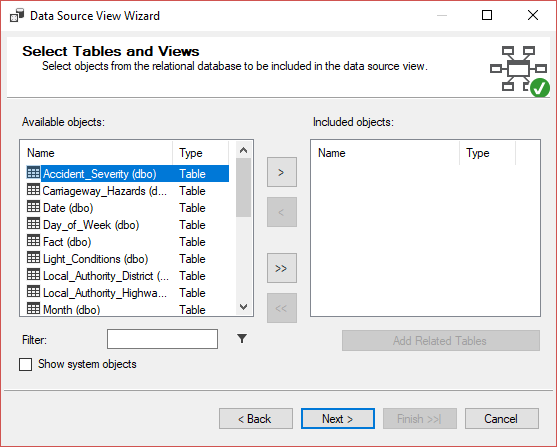 Data Source View Wizard
Select Tables and Views
Select objects from the relational database to be included in the data source view.
Available objects:
Included objects:
Name Type
Name Type
Accident_Severity (dbo) Table
Carriageway_Hazards (d... Table
Date (dbo) Table
Day_of_Week (dbo) Table
Fact (dbo) Table
Light_Conditions (dbo) Table
Local_Authority_District (... Table
Local_Authority_Highwa... Table
Month (dbo) Table
>
<
>>
<<
Filter:
Add Related Tables
Show system objects
< Back Next > Finish >>| Cancel